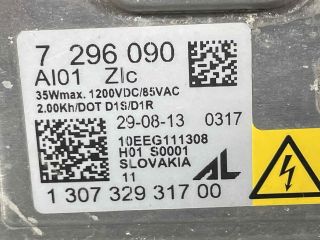 7 296 090
AI01 ZIc
35Wmax. 1200VDC/85VAC
2.00Kh/DOT D1S/D1R
29-08-13 0317
10EEG111308
H01 S0001
SLOVAKIA
11
AL
1 307 329 317 00